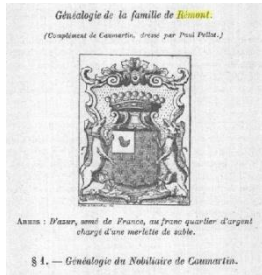 Généalogie de la famille de Rémont.
(Complément de Caumartin, dressé par Paul Pellot.)
ARMES : D'azur, semé de France, au franc quartier d'argent
chargé d'une merlette de sable.
§ 1. — Généalogie du Nobiliaire de Caumartin.